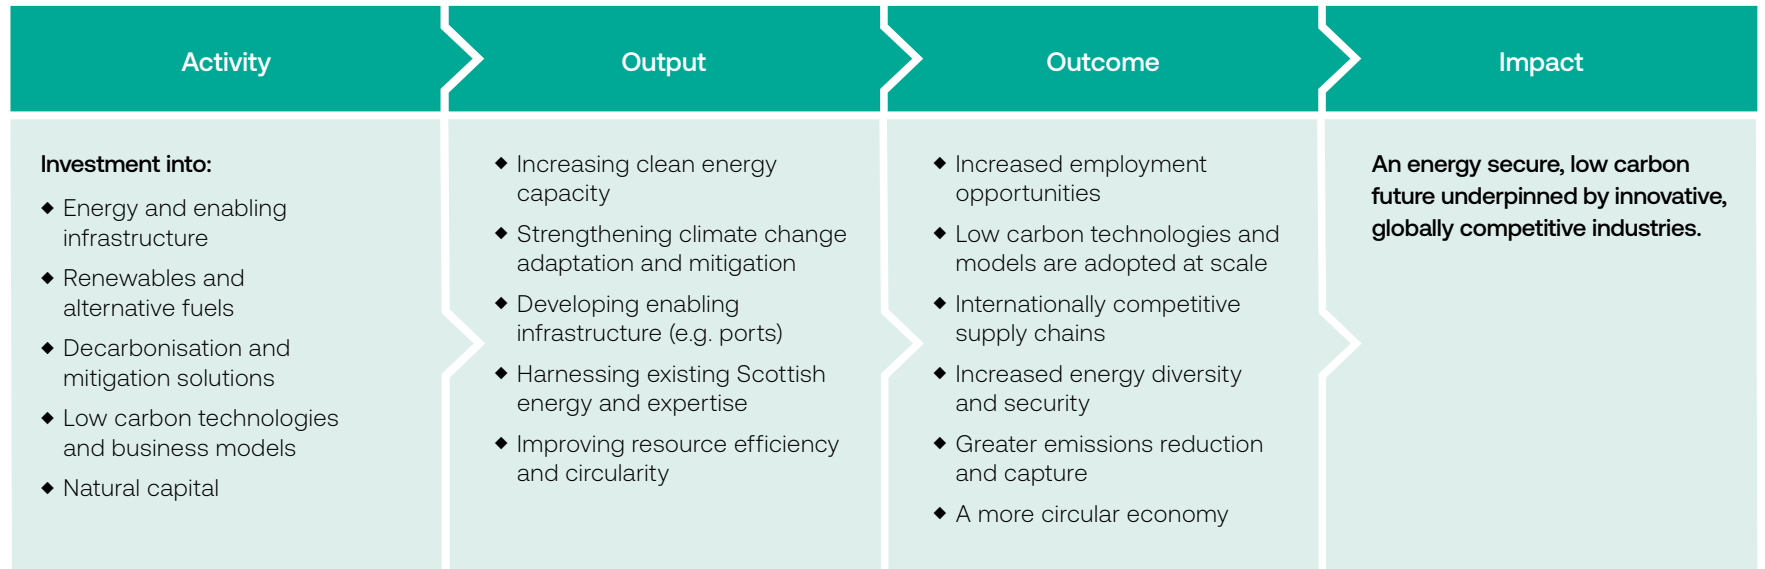 Activity
Output
Outcome
Impact
Investment into:
◆ Energy and enabling
infrastructure
◆ Renewables and
alternative fuels
◆ Decarbonisation and
mitigation solutions
◆ Low carbon technologies
and business models
◆ Natural capital
◆ Increasing clean energy
capacity
◆ Strengthening climate change
adaptation and mitigation
◆ Developing enabling
infrastructure (e.g. ports)
◆ Harnessing existing Scottish
energy and expertise
◆ Improving resource efficiency
and circularity
◆ Increased employment
opportunities
◆ Low carbon technologies and
models are adopted at scale
◆ Internationally competitive
supply chains
◆ Increased energy diversity
and security
◆ Greater emissions reduction
and capture
◆ A more circular economy
An energy secure, low carbon
future underpinned by innovative,
globally competitive industries.